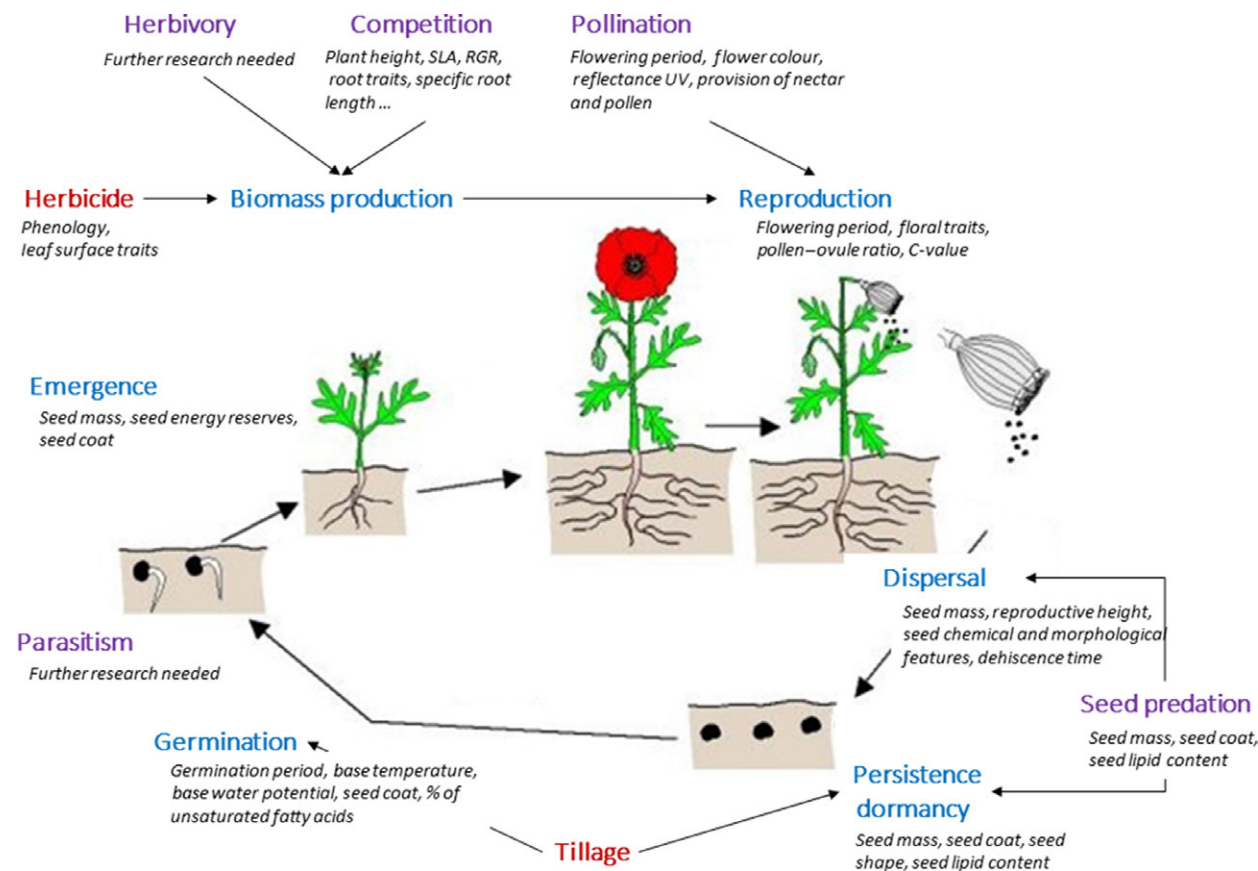 Herbivory
Further research needed
Competition
Plant height, SLA, RGR,
root traits, specific root
length ...
Pollination
Flowering period, flower colour,
reflectance UV, provision of nectar
and pollen
Herbicide
Phenology,
leaf surface traits
Biomass production
Reproduction
Flowering period, floral traits,
pollen–ovule ratio, C-value
Emergence
Seed mass, seed energy reserves,
seed coat
Dispersal
Seed mass, reproductive height,
seed chemical and morphological
features, dehiscence time
Parasitism
Further research needed
Seed predation
Seed mass, seed coat,
seed lipid content
Germination
Germination period, base temperature,
base water potential, seed coat, % of
unsaturated fatty acids
Persistence
dormancy
Seed mass, seed coat, seed
shape, seed lipid content
Tillage